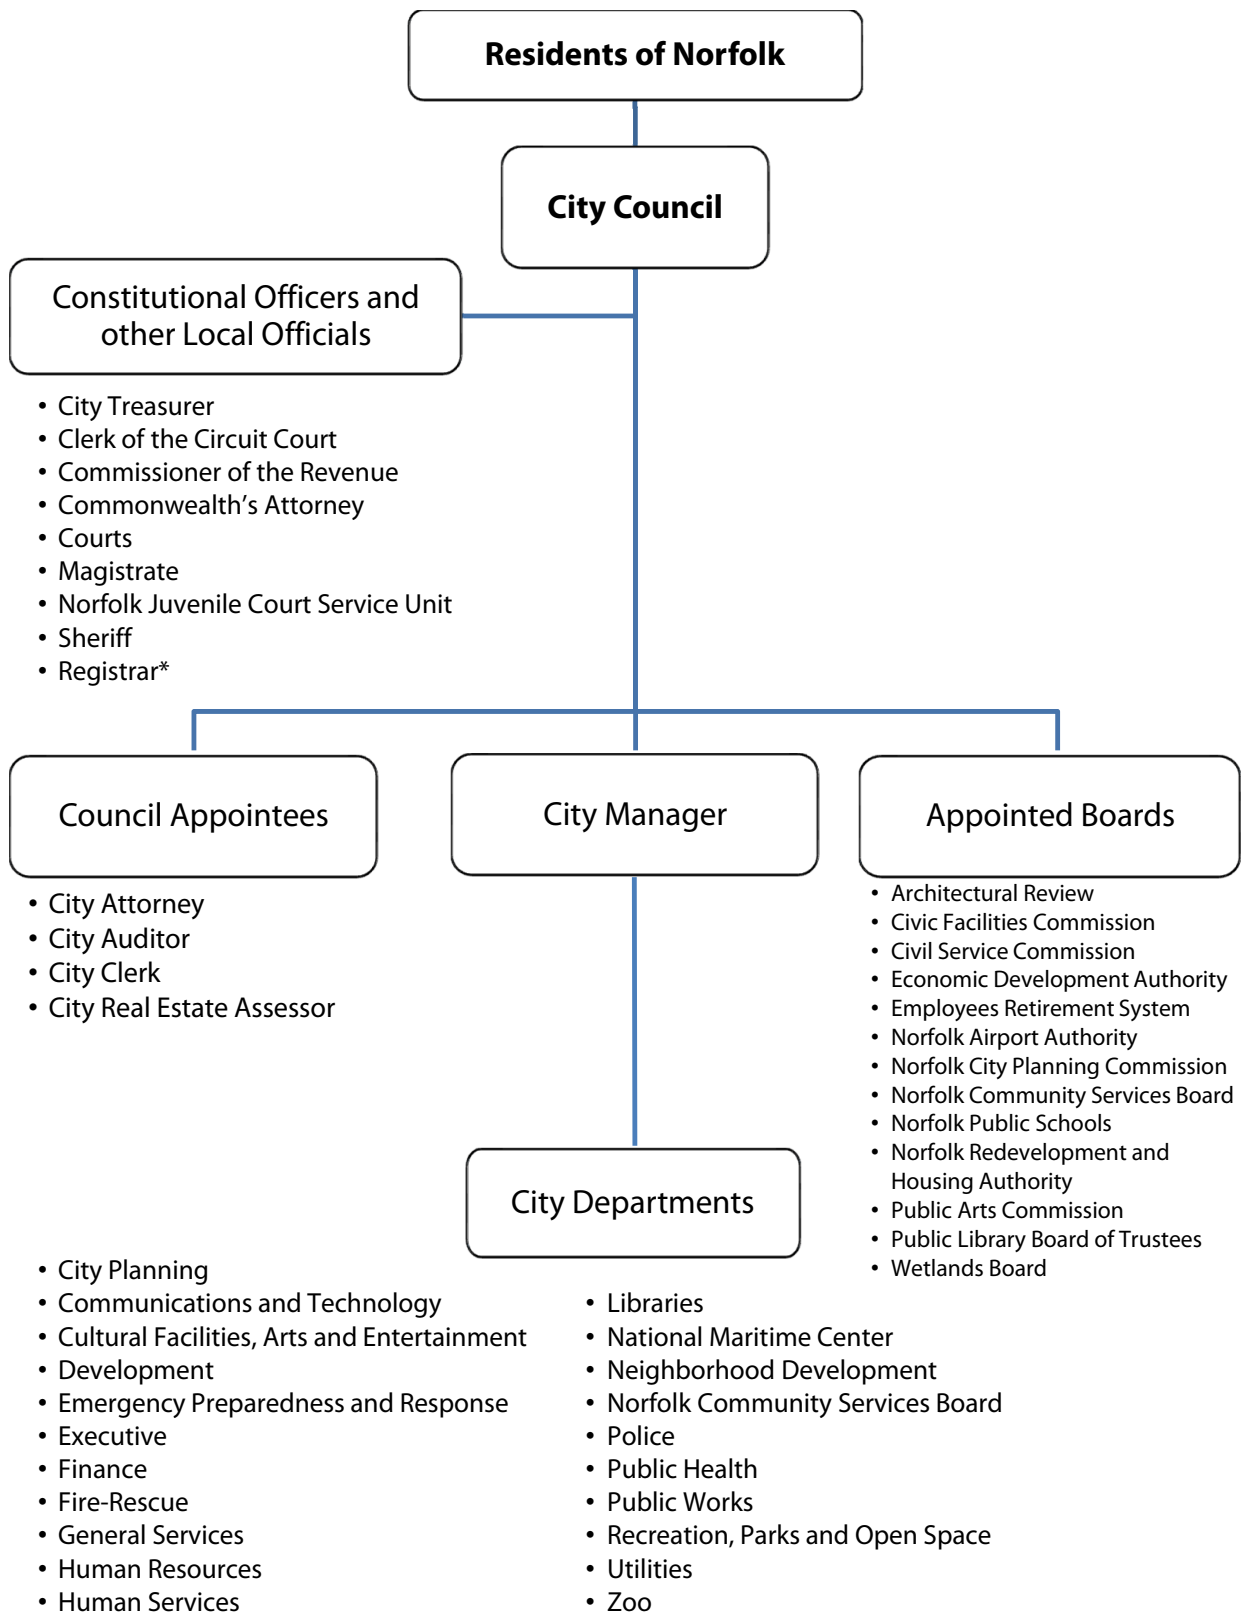 Residents of Norfolk
City Council
Constitutional Officers and
other Local Officials
• City Treasurer
• Clerk of the Circuit Court
• Commissioner of the Revenue
• Commonwealth’s Attorney
• Courts
• Magistrate
• Norfolk Juvenile Court Service Unit
• Sheriff
• Registrar*
Council Appointees
• City Attorney
• City Auditor
• City Clerk
• City Real Estate Assessor
City Manager
Appointed Boards
• Architectural Review
• Civic Facilities Commission
• Civil Service Commission
• Economic Development Authority
• Employees Retirement System
• Norfolk Airport Authority
• Norfolk City Planning Commission
• Norfolk Community Services Board
• Norfolk Public Schools
• Norfolk Redevelopment and
Housing Authority
• Public Arts Commission
• Public Library Board of Trustees
• Wetlands Board
City Departments
• City Planning
• Communications and Technology
• Cultural Facilities, Arts and Entertainment
• Development
• Emergency Preparedness and Response
• Executive
• Finance
• Fire-Rescue
• General Services
• Human Resources
• Human Services
• Libraries
• National Maritime Center
• Neighborhood Development
• Norfolk Community Services Board
• Police
• Public Health
• Public Works
• Recreation, Parks and Open Space
• Utilities
• Zoo